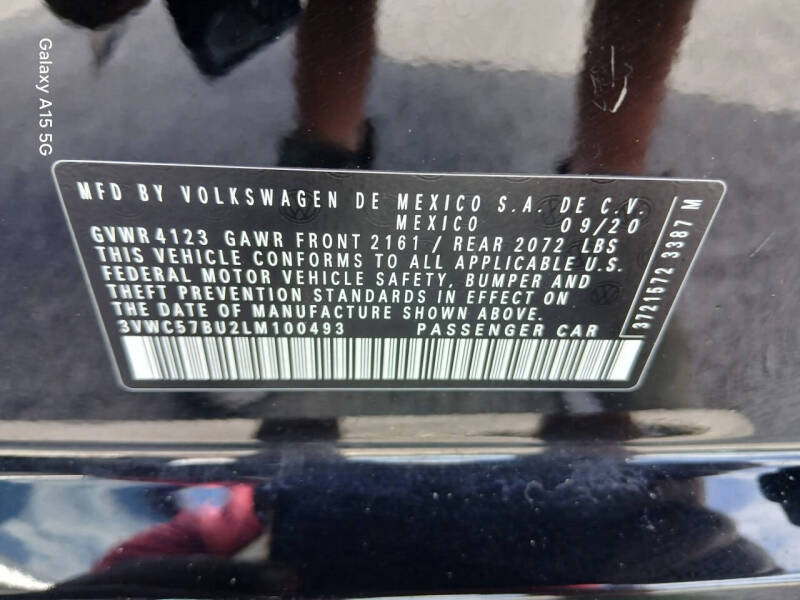 Galaxy A15 5G
MFD BY VOLKSWAGEN DE MEXICO S.A. DE C.V.
MEXICO 09/20
GVWR 4123 GAWR FRONT 2161 / REAR 2072 LBS
THIS VEHICLE CONFORMS TO ALL APPLICABLE U.S.
FEDERAL MOTOR VEHICLE SAFETY, BUMPER AND
THEFT PREVENTION STANDARDS IN EFFECT ON
THE DATE OF MANUFACTURE SHOWN ABOVE.
3VWC57BU2LM100493 PASSENGER CAR
3721572 3387 M